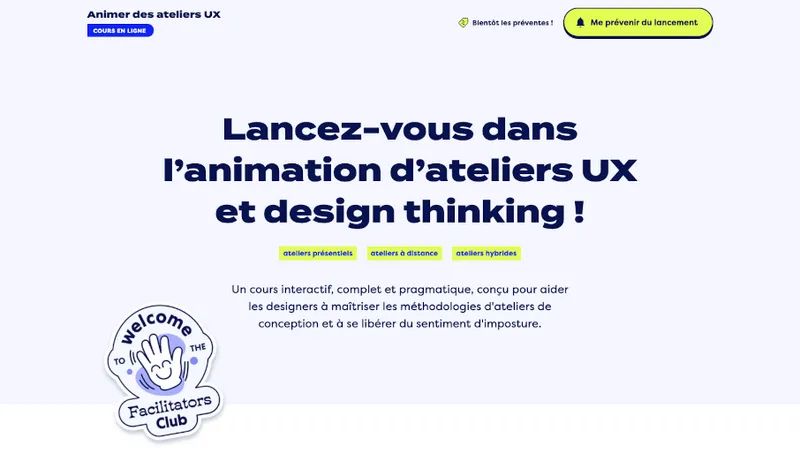 Animer des ateliers UX
COURS EN LIGNE
Bientôt les préventes !
Me prévenir du lancement
Lancez-vous dans
l’animation d’ateliers UX
et design thinking !
ateliers présentiels
ateliers à distance
ateliers hybrides
Un cours interactif, complet et pragmatique, conçu pour aider
les designers à maîtriser les méthodologies d'ateliers de
conception et à se libérer du sentiment d'imposture.
welcome
TO THE
Facilitators
Club